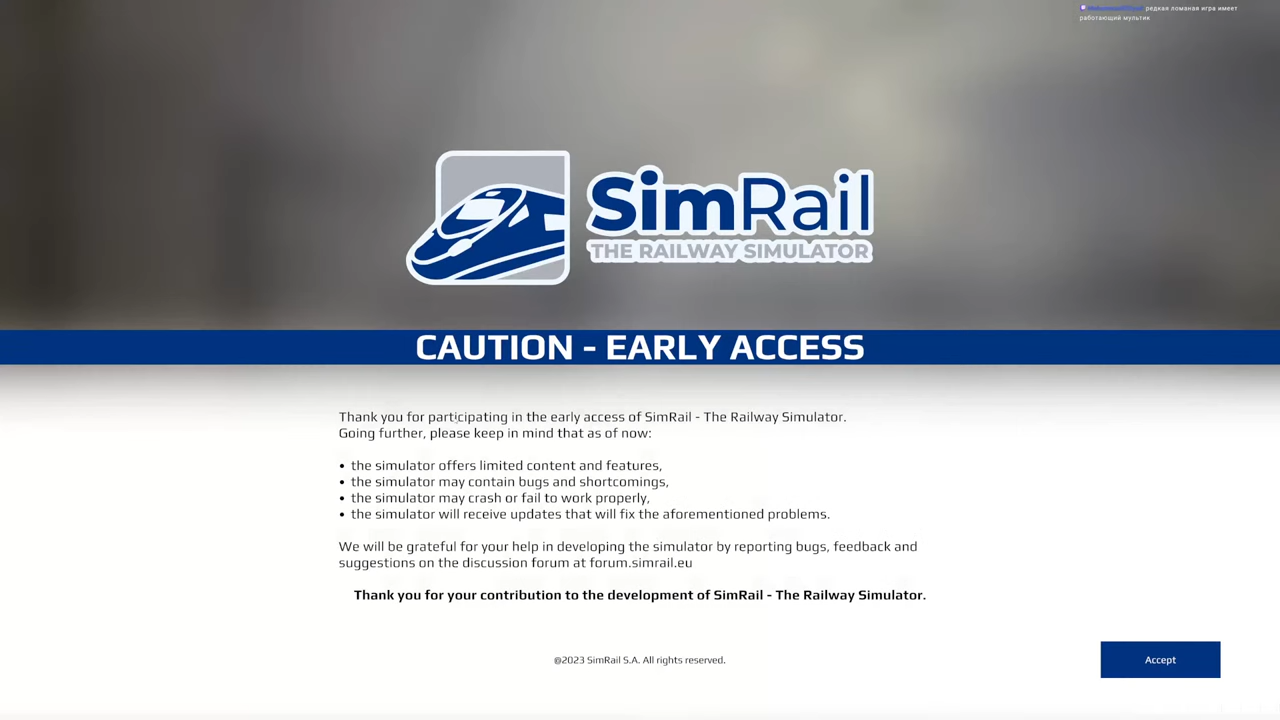 редкая ломаная игра имеет
работающий мультик
SimRail
THE RAILWAY SIMULATOR
CAUTION - EARLY ACCESS
Thank you for participating in the early access of SimRail - The Railway Simulator.
Going further, please keep in mind that as of now:
• the simulator offers limited content and features,
• the simulator may contain bugs and shortcomings,
• the simulator may crash or fail to work properly,
• the simulator will receive updates that will fix the aforementioned problems.
We will be grateful for your help in developing the simulator by reporting bugs, feedback and
suggestions on the discussion forum at forum.simrail.eu
Thank you for your contribution to the development of SimRail - The Railway Simulator.
@2023 SimRail S.A. All rights reserved.
Accept